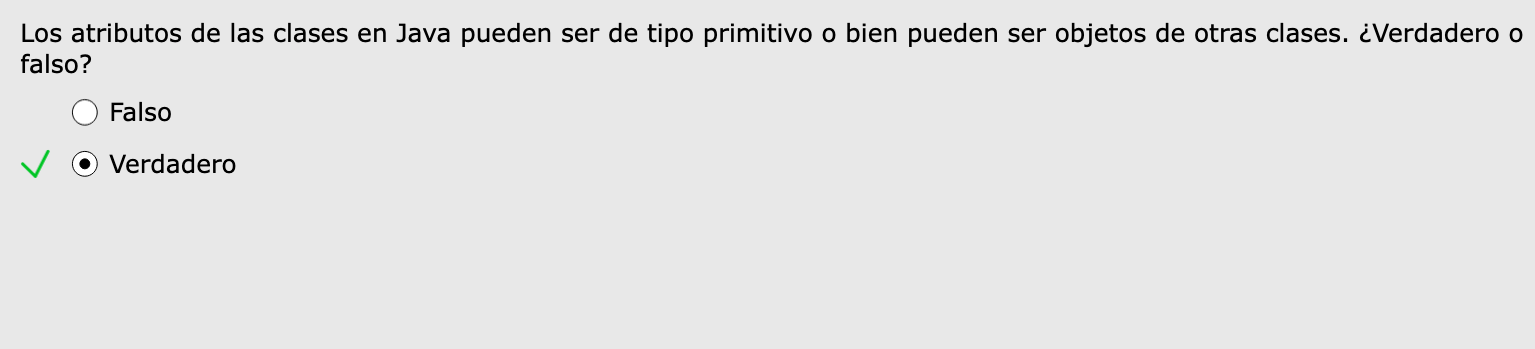 Los atributos de las clases en Java pueden ser de tipo primitivo o bien pueden ser objetos de otras clases. ¿Verdadero o
falso?
Falso
Verdadero